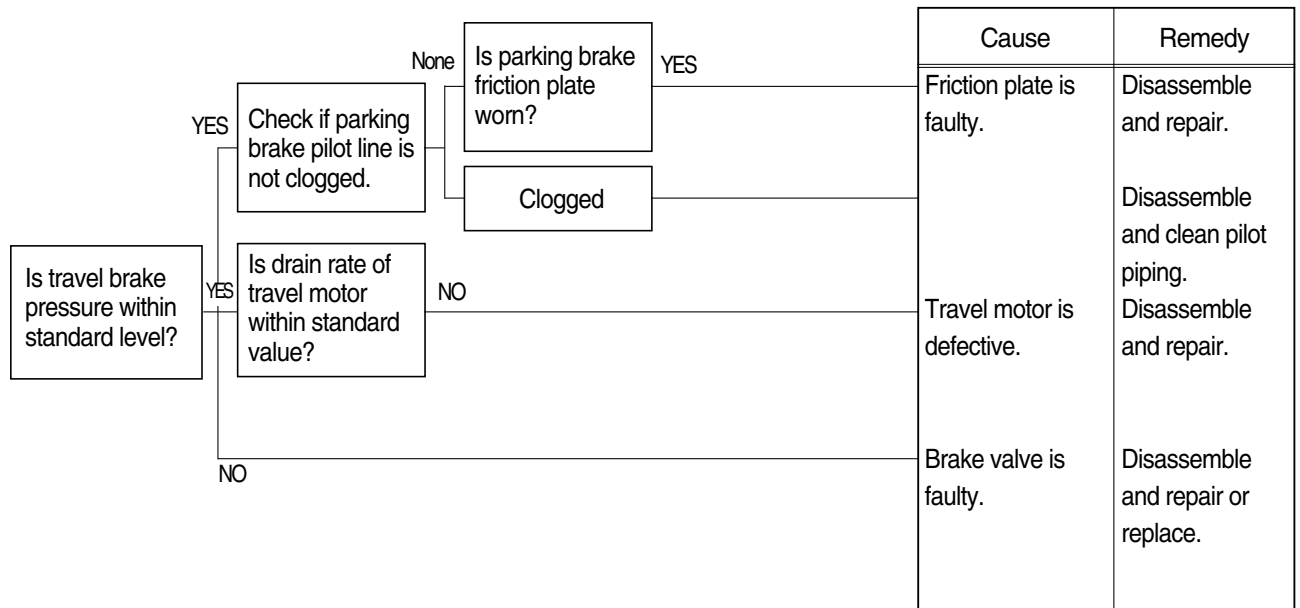 Cause
Remedy
None
Is parking brake
friction plate
worn?
YES
Friction plate is
faulty.
Disassemble
and repair.
YES
Check if parking
brake pilot line is
not clogged.
Clogged
Disassemble
and clean pilot
piping.
Is travel brake
pressure within
standard level?
YES
Is drain rate of
travel motor
within standard
value?
NO
Travel motor is
defective.
Disassemble
and repair.
NO
Brake valve is
faulty.
Disassemble
and repair or
replace.